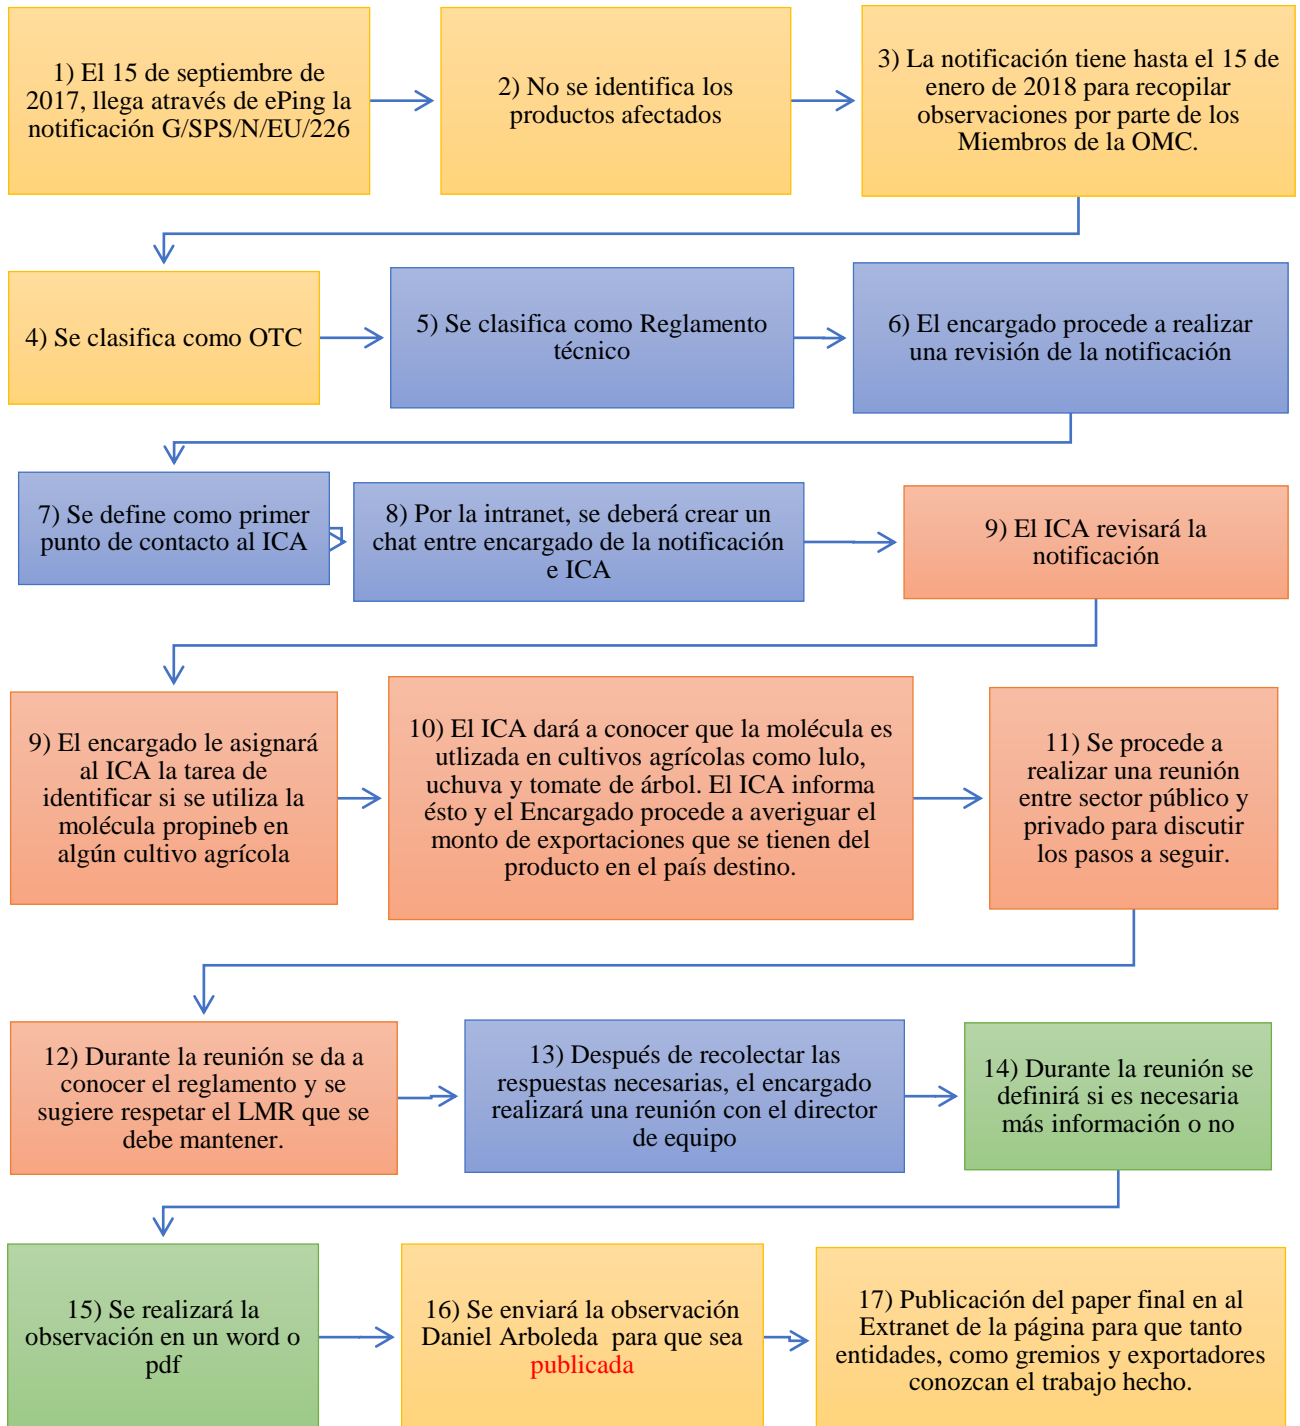 1) El 15 de septiembre de
2017, llega através de ePing la
notificación G/SPS/N/EU/226
2) No se identifica los
productos afectados
3) La notificación tiene hasta el 15 de
enero de 2018 para recopilar
observaciones por parte de los
Miembros de la OMC.
4) Se clasifica como OTC
5) Se clasifica como Reglamento
técnico
6) El encargado procede a realizar
una revisión de la notificación
7) Se define como primer
punto de contacto al ICA
8) Por la intranet, se deberá crear un
chat entre encargado de la notificación
e ICA
9) El ICA revisará la
notificación
9) El encargado le asignará
al ICA la tarea de
identificar si se utiliza la
molécula propineb en
algún cultivo agrícola
10) El ICA dará a conocer que la molécula es
utlizada en cultivos agrícolas como lulo,
uchuva y tomate de árbol. El ICA informa
ésto y el Encargado procede a averiguar el
monto de exportaciones que se tienen del
producto en el país destino.
11) Se procede a
realizar una reunión
entre sector público y
privado para discutir
los pasos a seguir.
12) Durante la reunión se da a
conocer el reglamento y se
sugiere respetar el LMR que se
debe mantener.
13) Después de recolectar las
respuestas necesarias, el encargado
realizará una reunión con el director
de equipo
14) Durante la reunión se
definirá si es necesaria
más información o no
15) Se realizará la
observación en un word o
pdf
16) Se enviará la observación
Daniel Arboleda para que sea
publicada
17) Publicación del paper final en al
Extranet de la página para que tanto
entidades, como gremios y exportadores
conozcan el trabajo hecho.